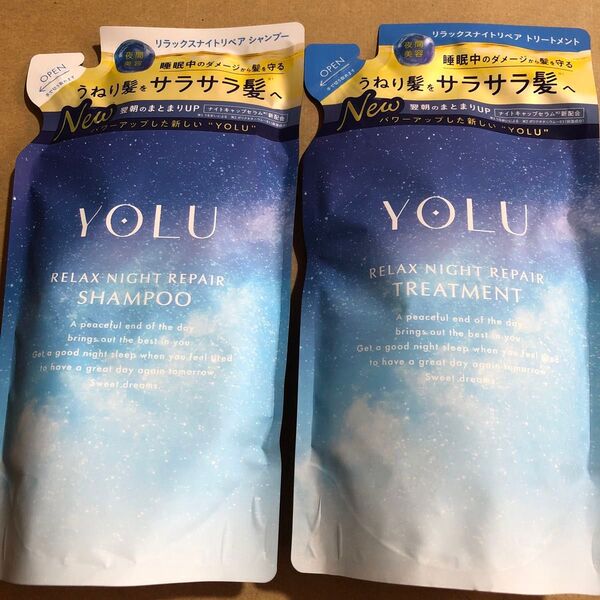 リラックスナイトリペア シャンプー
OPEN
夜間
美容
睡眠中のダメージから髪を守る
うねり髪をサラサラ髪へ
New
翌朝のまとまりUP
ナイトキャップセラム
新配合
パワーアップした新しい "YOLU"
YOLU
RELAX NIGHT REPAIR
SHAMPOO
A peaceful end of the day
brings out the best in you.
Get a good night sleep when you feel tired
to have a great day again tomorrow.
Sweet dreams.
リラックスナイトリペア トリートメント
OPEN
夜間
美容
睡眠中のダメージから髪を守る
うねり髪をサラサラ髪へ
New
翌朝のまとまりUP
ナイトキャップセラム
新配合
パワーアップした新しい "YOLU"
YOLU
RELAX NIGHT REPAIR
TREATMENT
A peaceful end of the day
brings out the best in you.
Get a good night sleep when you feel tired
to have a great day again tomorrow.
Sweet dreams.